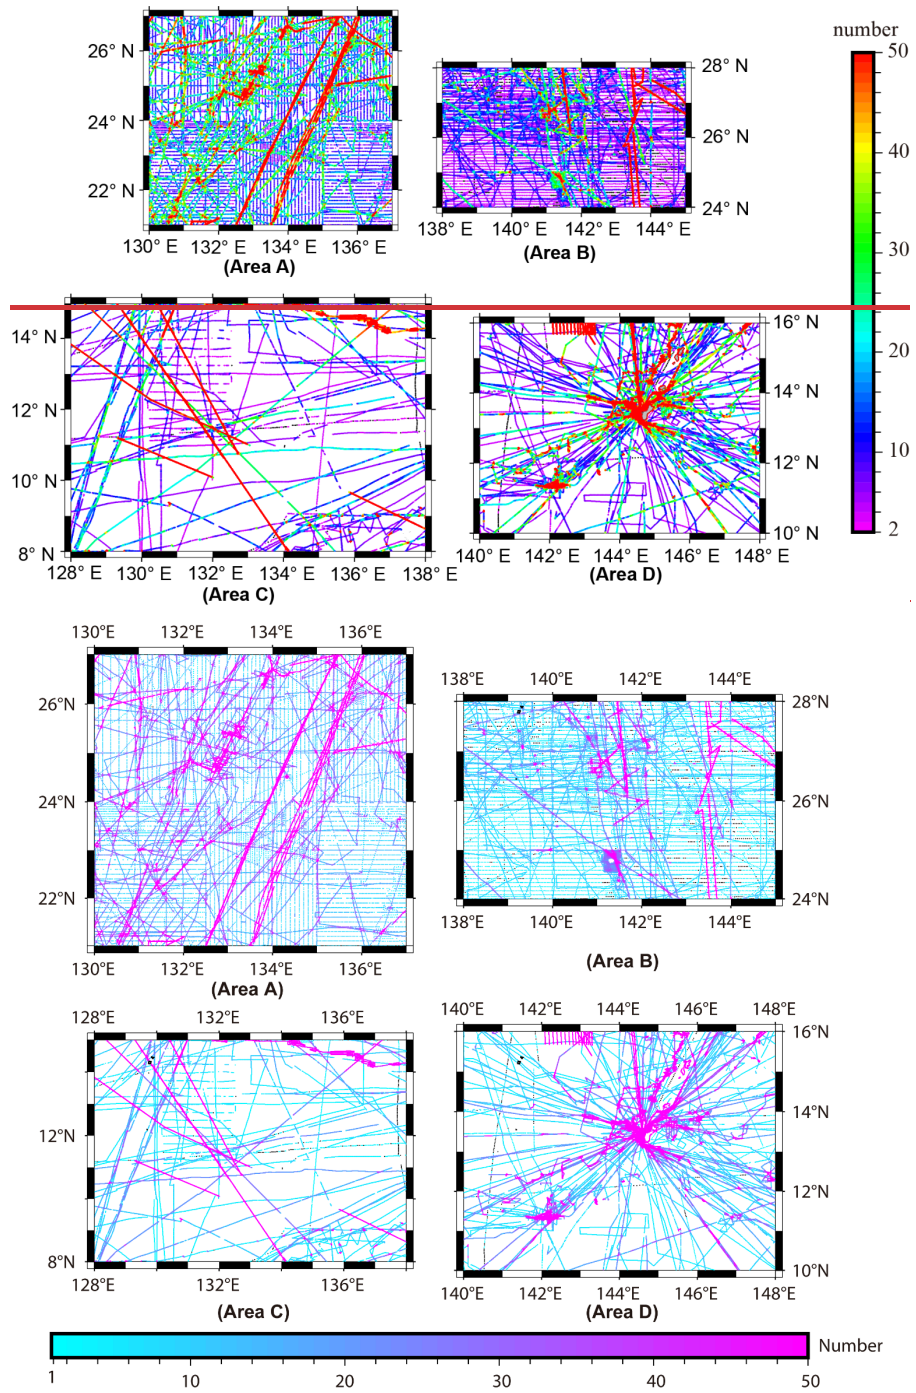 number
50
40
30
20
10
2
26° N
24° N
22° N
130° E 132° E 134° E 136° E
(Area A)
28° N
26° N
24° N
138° E 140° E 142° E 144° E
(Area B)
14° N
12° N
10° N
8° N
128° E 130° E 132° E 134° E 136° E 138° E
(Area C)
16° N
14° N
12° N
10° N
140° E 142° E 144° E 146° E 148° E
(Area D)
130°E 132°E 134°E 136°E
26°N
24°N
22°N
130°E 132°E 134°E 136°E
(Area A)
138°E 140°E 142°E 144°E
28°N
26°N
24°N
138°E 140°E 142°E 144°E
(Area B)
128°E 132°E 136°E
12°N
8°N
128°E 132°E 136°E
(Area C)
140°E 142°E 144°E 146°E 148°E
16°N
14°N
12°N
10°N
140°E 142°E 144°E 146°E 148°E
(Area D)
Number
1 10 20 30 40 50